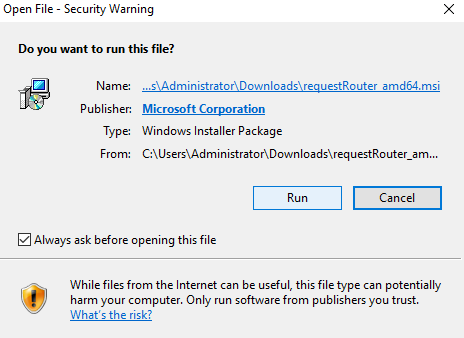 Open File - Security Warning
Do you want to run this file?
Name: ...s\Administrator\Downloads\requestRouter_amd64.msi
Publisher: Microsoft Corporation
Type: Windows Installer Package
From: C:\Users\Administrator\Downloads\requestRouter_am...
Run Cancel
Always ask before opening this file
While files from the Internet can be useful, this file type can potentially
harm your computer. Only run software from publishers you trust.
What's the risk?